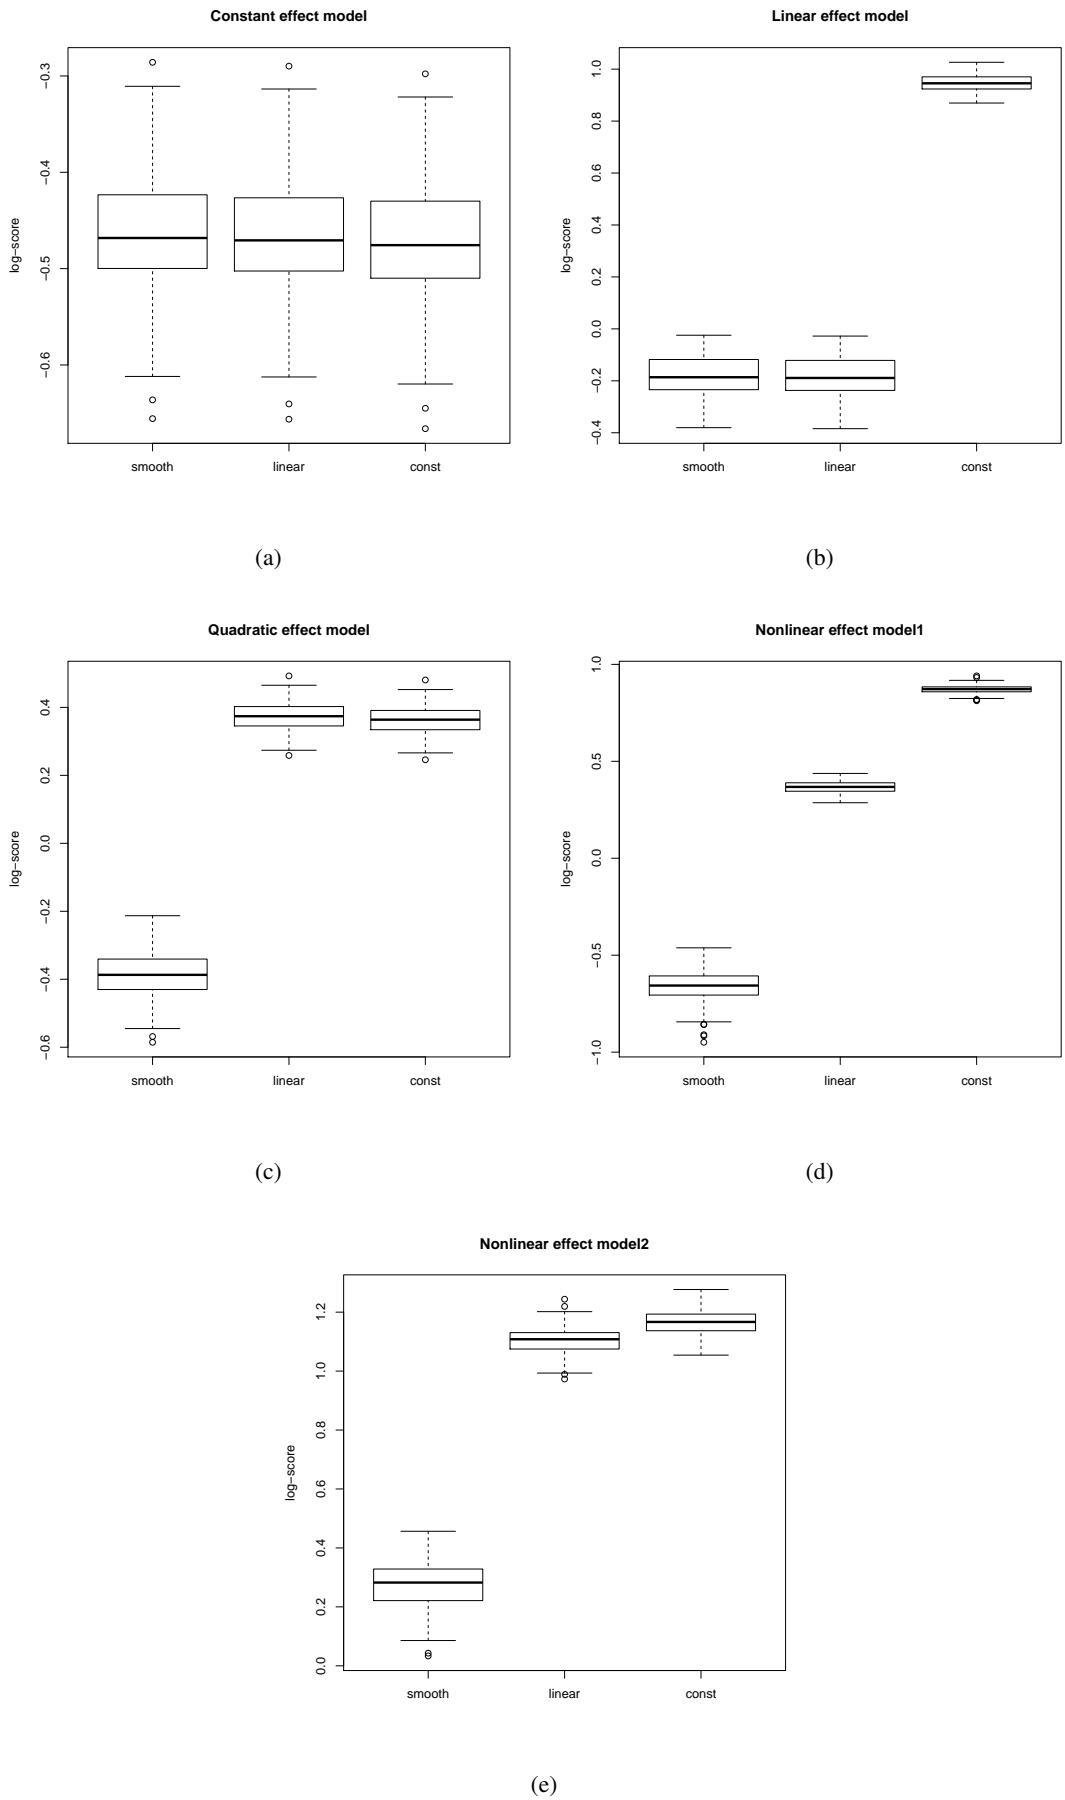 Constant effect model
Linear effect model
log−score
−0.3
−0.4
−0.5
−0.6
smooth linear const
log−score
1.0
0.8
0.6
0.4
0.2
0.0
−0.2
−0.4
smooth linear const
(a)
(b)
Quadratic effect model
Nonlinear effect model1
log−score
0.4
0.2
0.0
−0.2
−0.4
−0.6
smooth linear const
log−score
1.0
0.5
0.0
−0.5
−1.0
smooth linear const
(c)
(d)
Nonlinear effect model2
log−score
1.2
1.0
0.8
0.6
0.4
0.2
0.0
smooth linear const
(e)